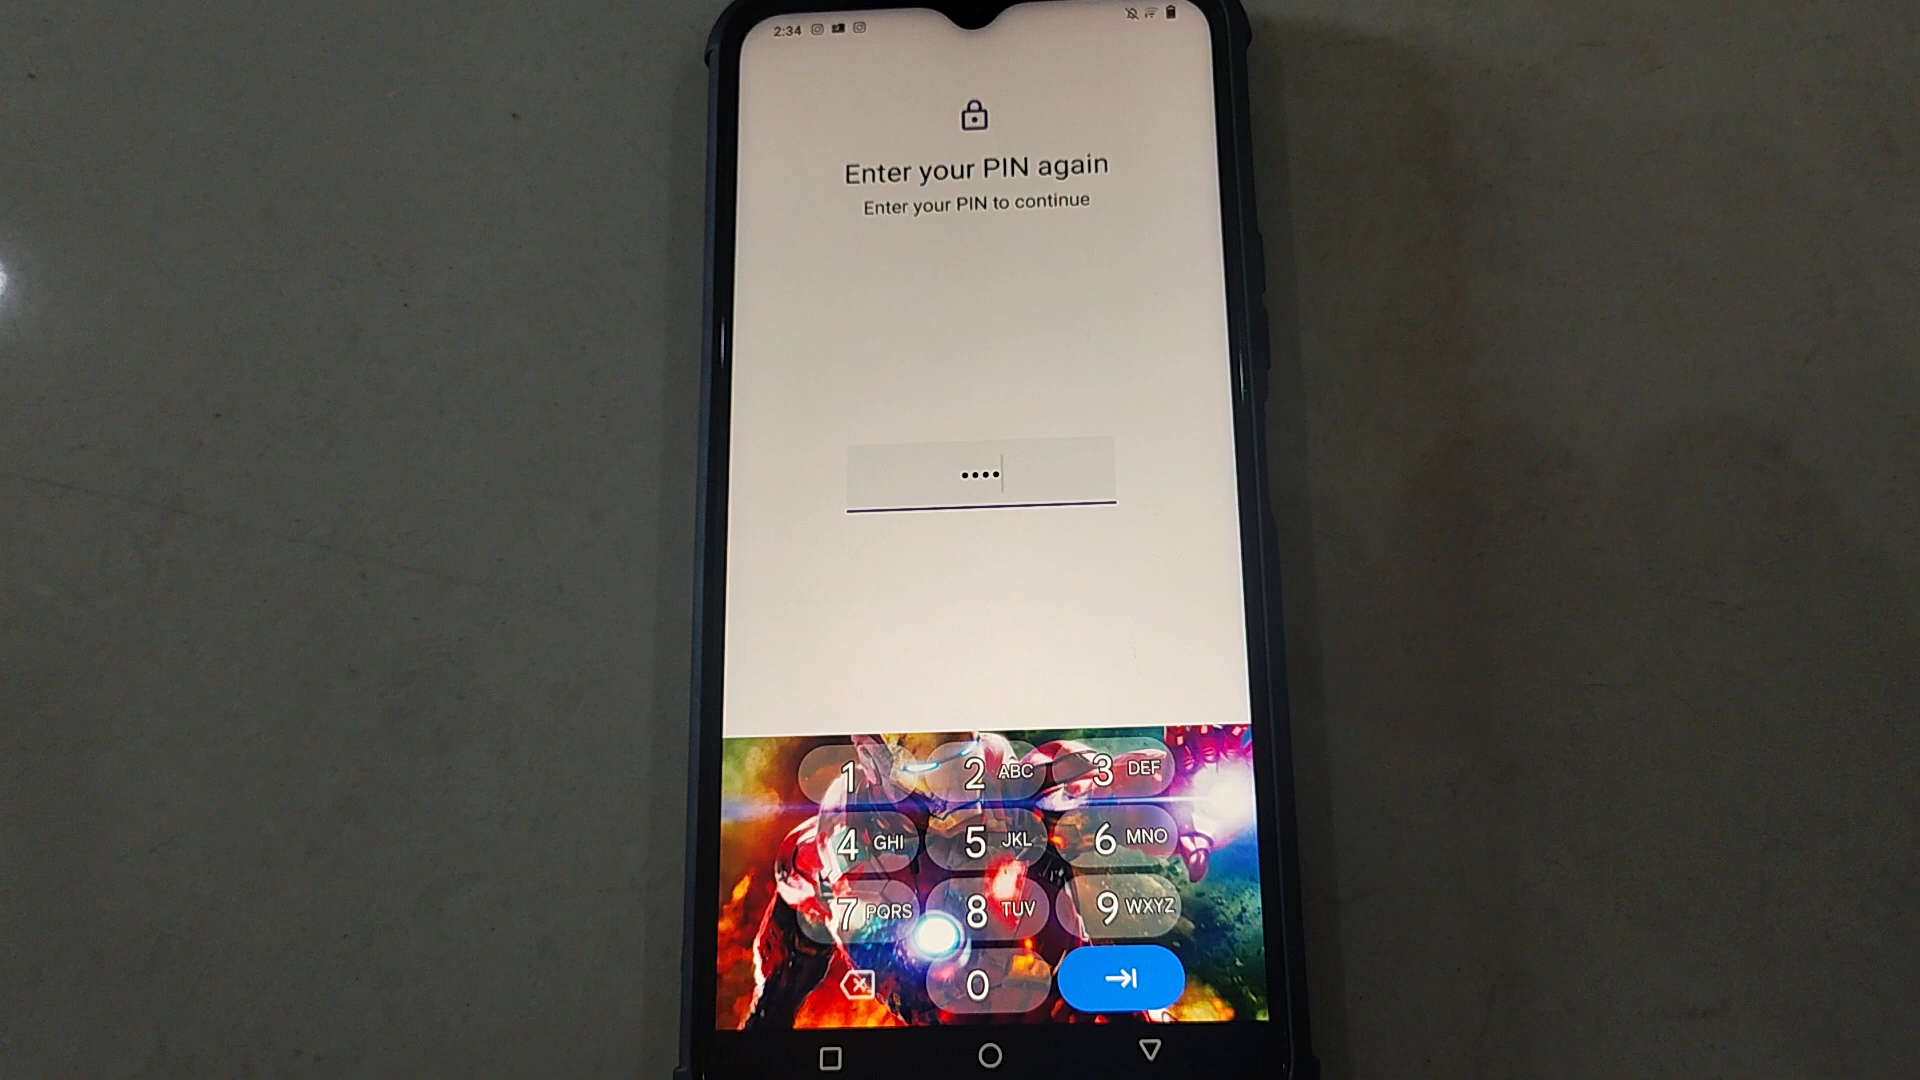 2:34
Enter your PIN again
Enter your PIN to continue
••••
1 2 ABC 3 DEF
4 GHI 5 JKL 6 MNO
7 PQRS 8 TUV 9 WXYZ
0